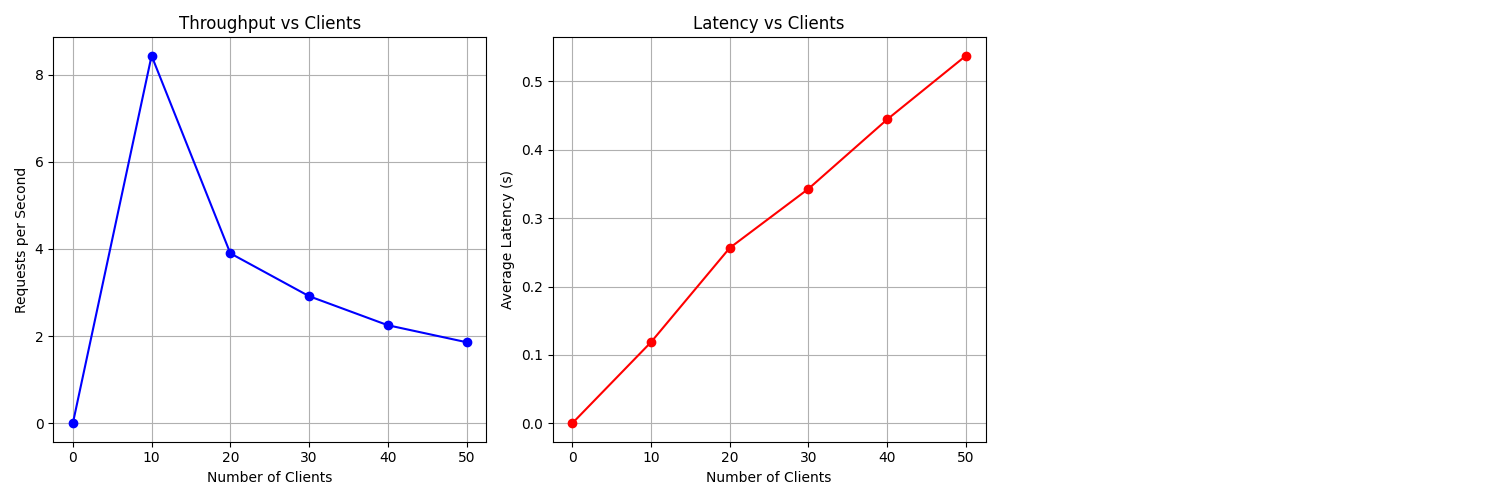 Throughput vs Clients
Requests per Second
8
6
4
2
0
0 10 20 30 40 50
Number of Clients
Latency vs Clients
Average Latency (s)
0.5
0.4
0.3
0.2
0.1
0.0
0 10 20 30 40 50
Number of Clients